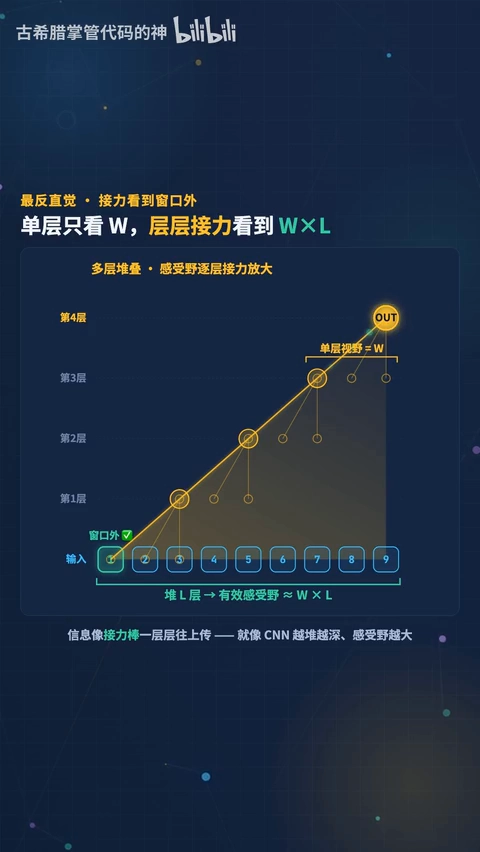 古希腊掌管代码的神 bilibili
最反直觉 · 接力看到窗口外
单层只看 W，层层接力看到 W×L
多层堆叠 · 感受野逐层接力放大
第4层
OUT
单层视野 = W
第3层
第2层
第1层
窗口外 ✅
输入 1 2 3 4 5 6 7 8 9
堆 L 层 → 有效感受野 ≈ W × L
信息像接力棒一层层往上传 —— 就像 CNN 越堆越深、感受野越大